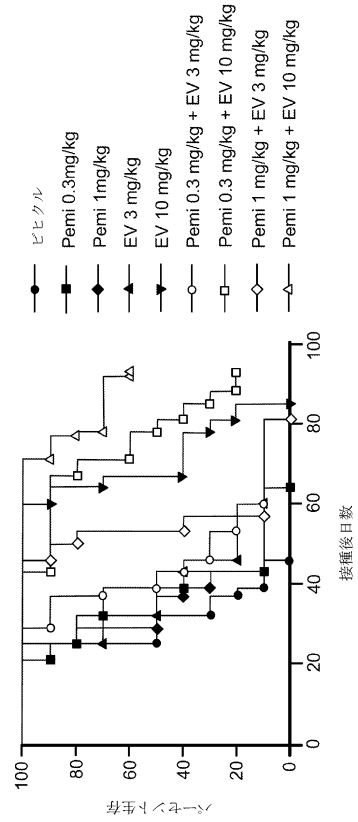 パーセント生存
100
80
60
40
20
0
0
20
40
60
80
100
接種後日数
ビヒクル
Pemi 0.3mg/kg
Pemi 1mg/kg
EV 3 mg/kg
EV 10 mg/kg
Pemi 0.3 mg/kg + EV 3 mg/kg
Pemi 0.3 mg/kg + EV 10 mg/kg
Pemi 1 mg/kg + EV 3 mg/kg
Pemi 1 mg/kg + EV 10 mg/kg